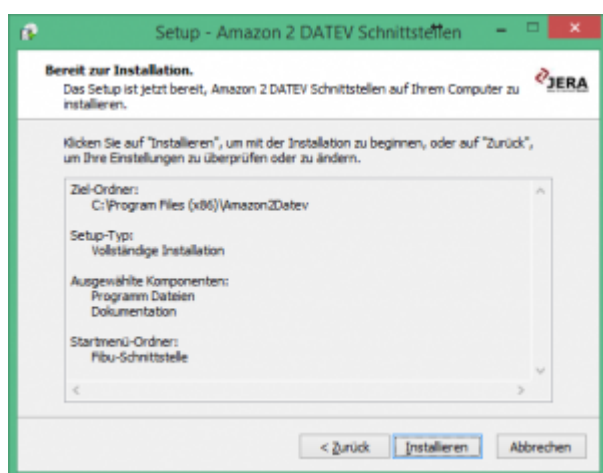 Setup - Amazon 2 DATEV Schnittstellen
Bereit zur Installation.
Das Setup ist jetzt bereit, Amazon 2 DATEV Schnittstelen auf Ihrem Computer zu
installieren.
JERA
Klicken Sie auf "Installieren", um mit der Installation zu beginnen, oder auf "Zurück",
um Ihre Einstellungen zu überprüfen oder zu ändern.
Ziel-Ordner:
C:\Program Files (x86)\Amazon2Datev
Setup-Typ:
Vollständige Installation
Ausgewählte Komponenten:
Programm Dateien
Dokumentation
Startmenü-Ordner:
Fibu-Schnittstelle
< Zurück
Installieren
Abbrechen